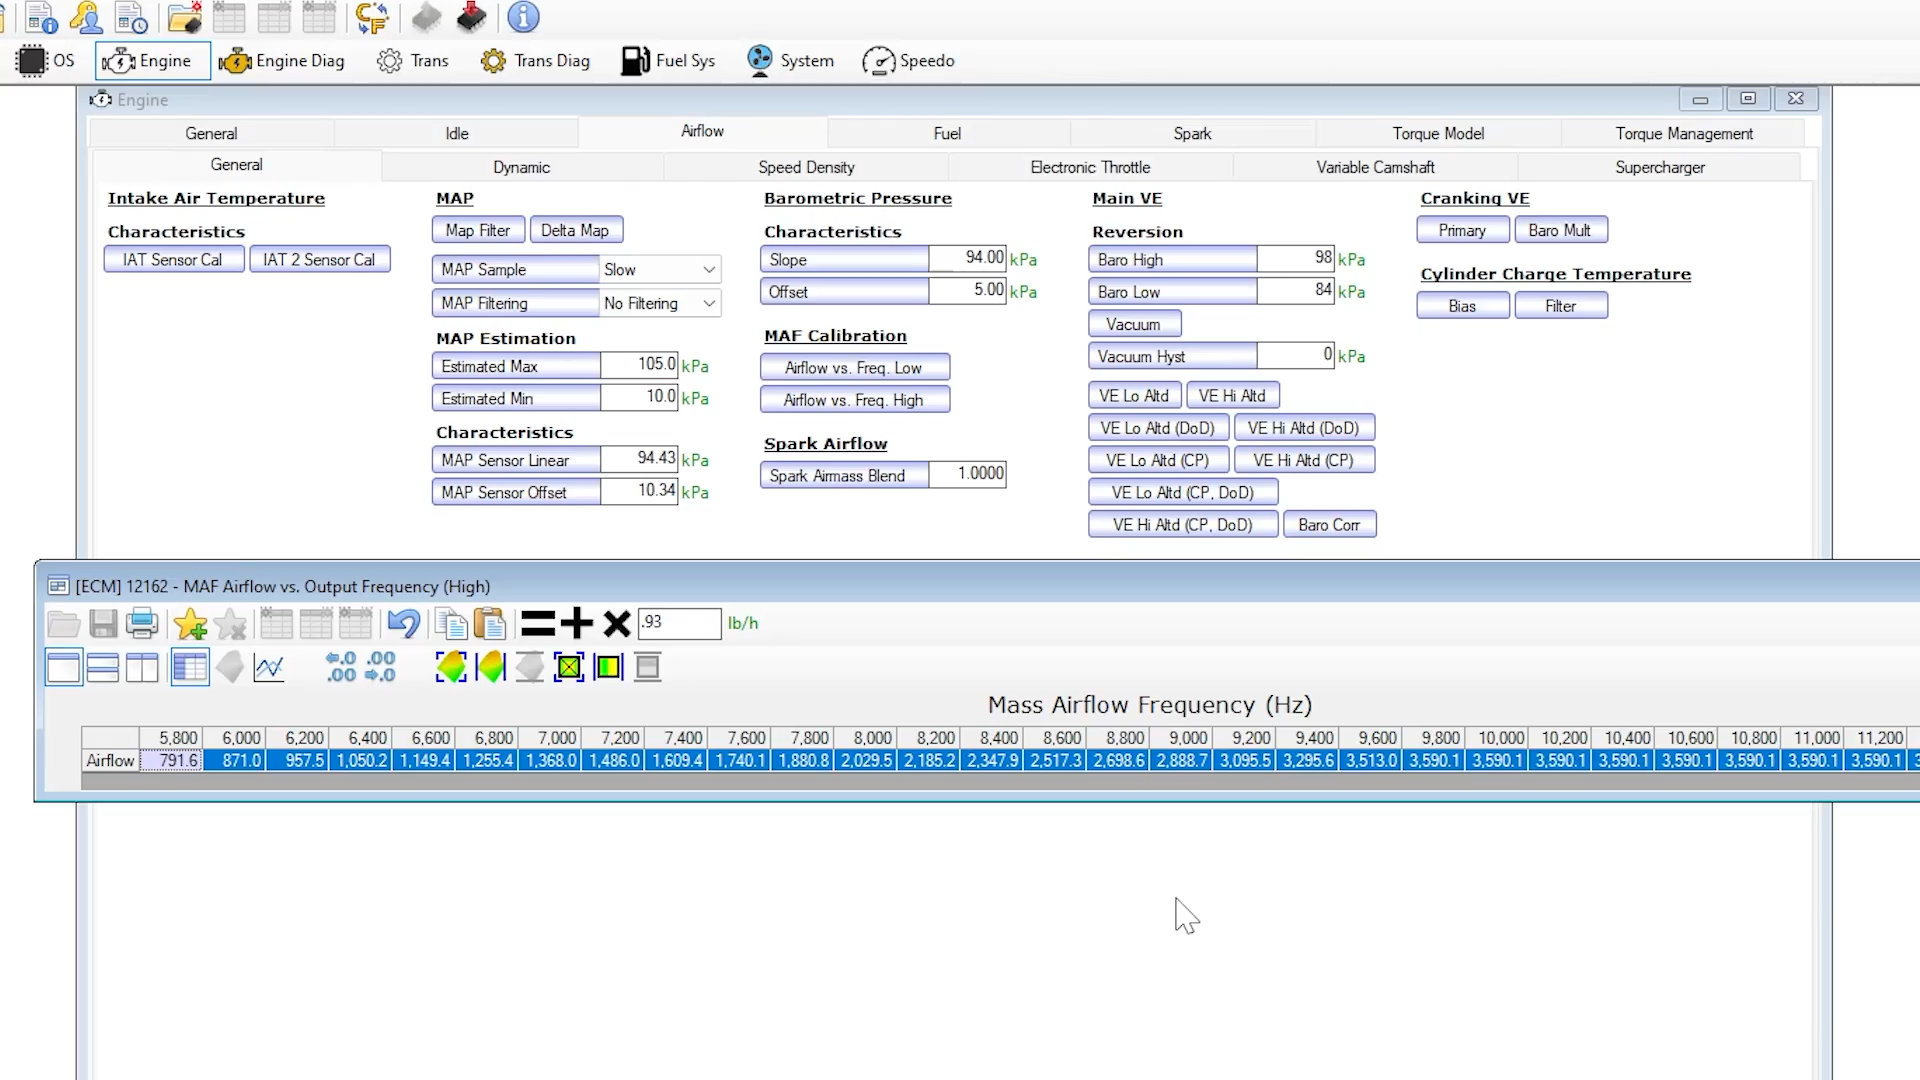 OS Engine Engine Diag Trans Trans Diag Fuel Sys System Speedo
Engine
General Idle Airflow Fuel Spark Torque Model Torque Management
General Dynamic Speed Density Electronic Throttle Variable Camshaft Supercharger
Intake Air Temperature
Characteristics
IAT Sensor Cal IAT 2 Sensor Cal
MAP
Map Filter Delta Map
MAP Sample Slow
MAP Filtering No Filtering
MAP Estimation
Estimated Max 105.0 kPa
Estimated Min 10.0 kPa
Characteristics
MAP Sensor Linear 94.43 kPa
MAP Sensor Offset 10.34 kPa
Barometric Pressure
Characteristics
Slope 94.00 kPa
Offset 5.00 kPa
MAF Calibration
Airflow vs. Freq. Low
Airflow vs. Freq. High
Spark Airflow
Spark Airmass Blend 1.0000
Main VE
Reversion
Baro High 98 kPa
Baro Low 84 kPa
Vacuum
Vacuum Hyst 0 kPa
VE Lo Altd VE Hi Altd
VE Lo Altd (DoD) VE Hi Altd (DoD)
VE Lo Altd (CP) VE Hi Altd (CP)
VE Lo Altd (CP, DoD)
VE Hi Altd (CP, DoD) Baro Corr
Cranking VE
Primary Baro Mult
Cylinder Charge Temperature
Bias Filter
[ECM] 12162 - MAF Airflow vs. Output Frequency (High)
.93 lb/h
.0 .00
.00 .0
Mass Airflow Frequency (Hz)
5,800 6,000 6,200 6,400 6,600 6,800 7,000 7,200 7,400 7,600 7,800 8,000 8,200 8,400 8,600 8,800 9,000 9,200 9,400 9,600 9,800 10,000 10,200 10,400 10,600 10,800 11,000 11,200
Airflow 791.6 871.0 957.5 1,050.2 1,149.4 1,255.4 1,368.0 1,486.0 1,609.4 1,740.1 1,880.8 2,029.5 2,185.2 2,347.9 2,517.3 2,698.6 2,888.7 3,095.5 3,295.6 3,513.0 3,590.1 3,590.1 3,590.1 3,590.1 3,590.1 3,590.1 3,590.1 3,590.1